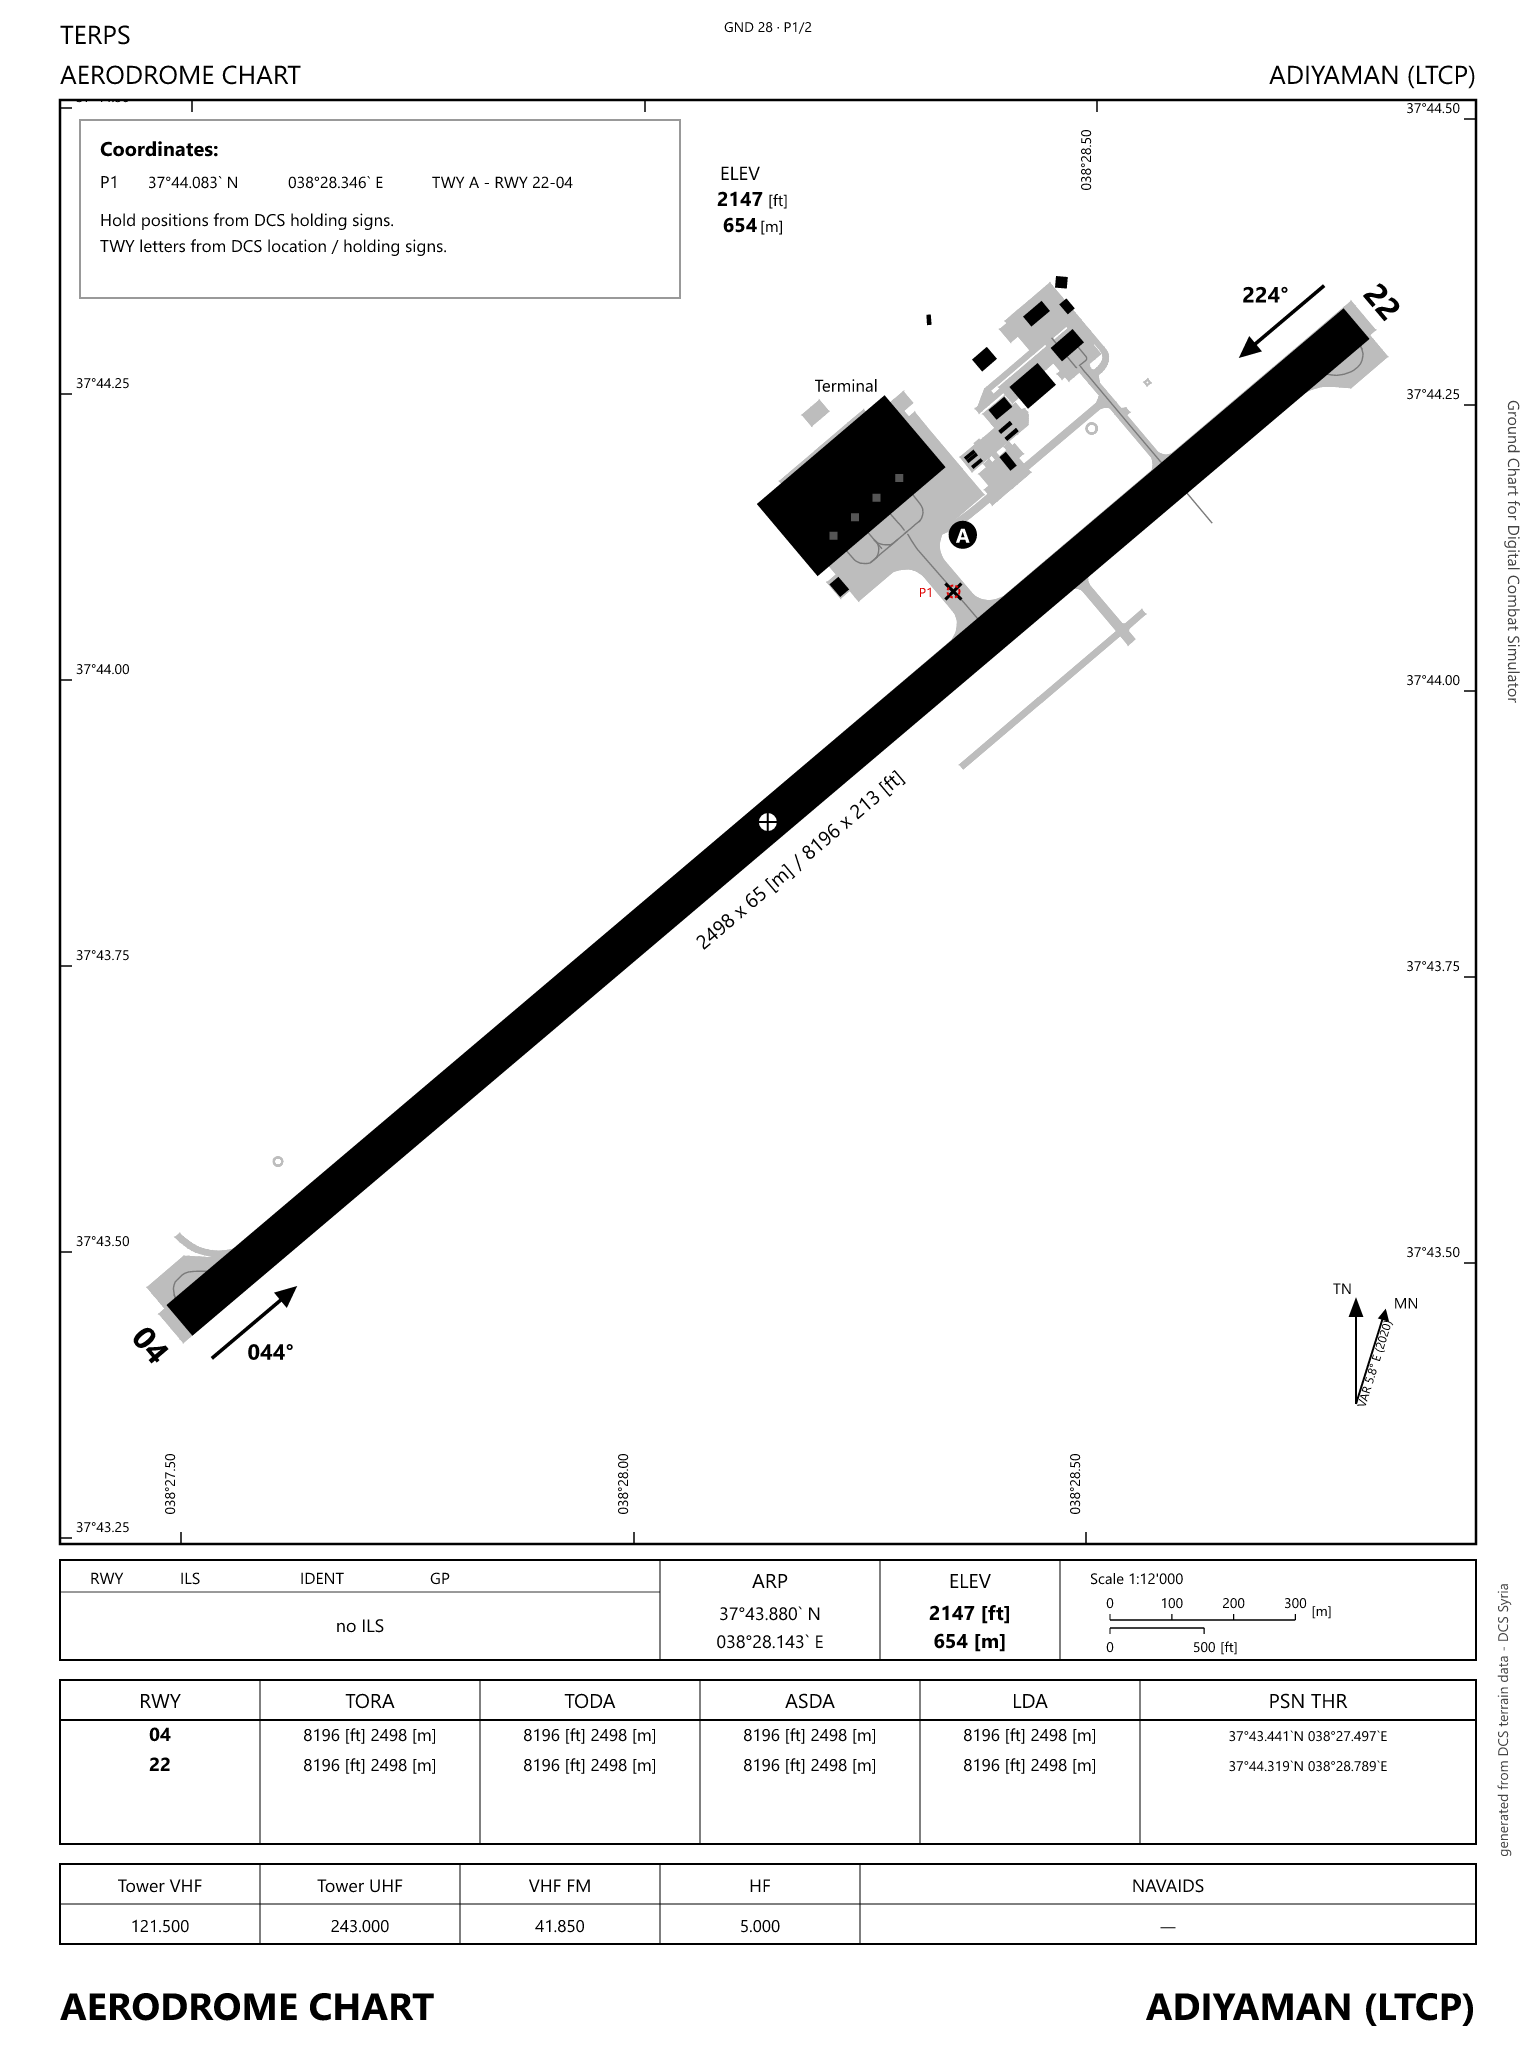 GND 28 · P1/2
TERPS
AERODROME CHART
ADIYAMAN (LTCP)
37°44.50
Coordinates:
P1 37°44.083` N 038°28.346` E TWY A - RWY 22-04
Hold positions from DCS holding signs.
TWY letters from DCS location / holding signs.
ELEV
2147 [ft]
654 [m]
038°28.50
224°
22
Terminal
37°44.25
37°44.25
A
P1
37°44.00
37°44.00
2498 x 65 [m] / 8196 x 213 [ft]
37°43.75
37°43.75
37°43.50
37°43.50
04
044°
TN
MN
VAR 5.8° E (2020)
038°27.50
038°28.00
038°28.50
37°43.25
Ground Chart for Digital Combat Simulator
RWY ILS IDENT GP
no ILS
ARP
37°43.880` N
038°28.143` E
ELEV
2147 [ft]
654 [m]
Scale 1:12'000
0 100 200 300 [m]
0 500 [ft]
RWY TORA TODA ASDA LDA PSN THR
04 8196 [ft] 2498 [m] 8196 [ft] 2498 [m] 8196 [ft] 2498 [m] 8196 [ft] 2498 [m] 37°43.441`N 038°27.497`E
22 8196 [ft] 2498 [m] 8196 [ft] 2498 [m] 8196 [ft] 2498 [m] 8196 [ft] 2498 [m] 37°44.319`N 038°28.789`E
generated from DCS terrain data - DCS Syria
Tower VHF Tower UHF VHF FM HF NAVAIDS
121.500 243.000 41.850 5.000 —
AERODROME CHART
ADIYAMAN (LTCP)